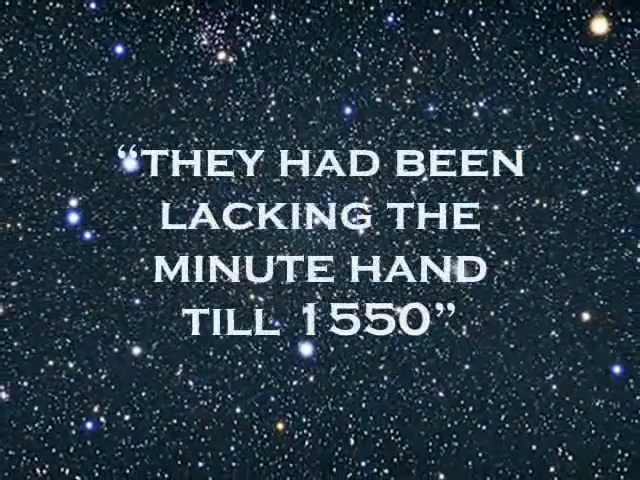 “THEY HAD BEEN
LACKING THE
MINUTE HAND
TILL 1550”